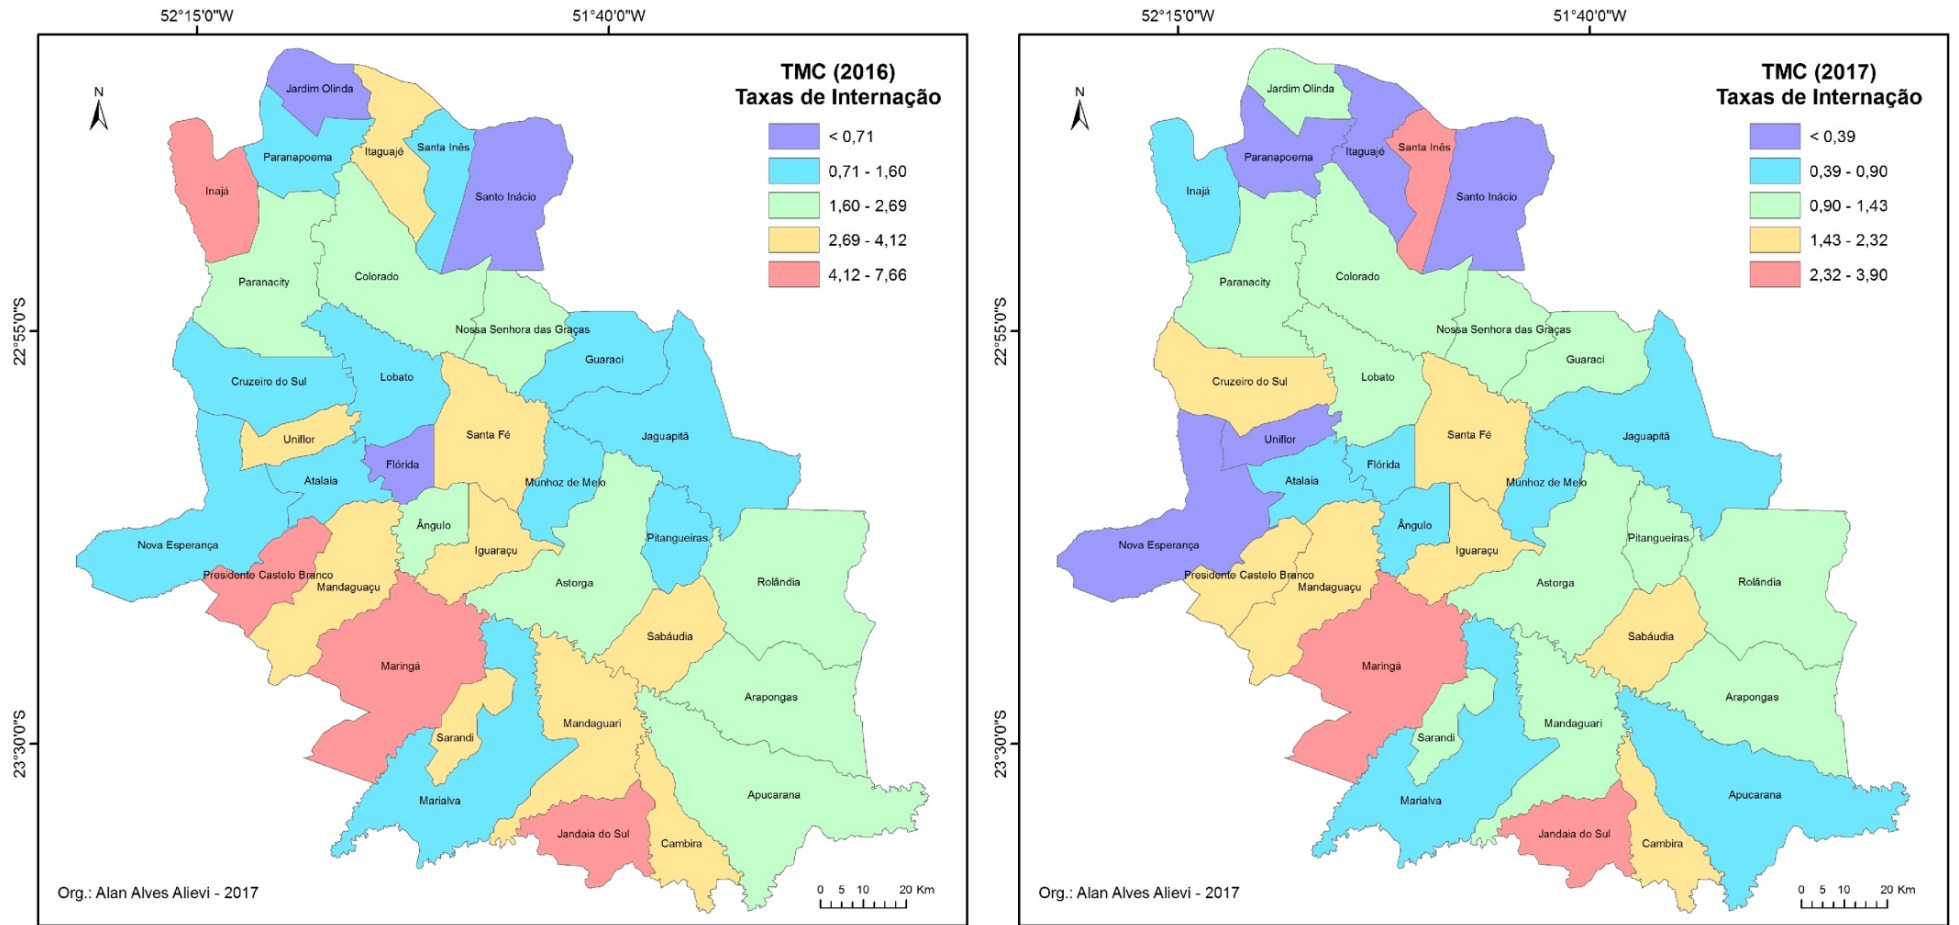 52°15'0"W
51°40'0"W
TMC (2016)
Taxas de Internação
N
< 0,71
0,71 - 1,60
1,60 - 2,69
2,69 - 4,12
4,12 - 7,66
Jardim Olinda
Paranapoema
Itaguajé
Santa Inês
Inajá
Santo Inácio
Paranacity
Colorado
22°55'0"S
Nossa Senhora das Graças
Guaraci
Cruzeiro do Sul
Lobato
Uniflor
Santa Fé
Jaguapitã
Flórida
Atalaia
Munhoz de Melo
Ângulo
Nova Esperança
Iguaraçu
Pitangueiras
Presidente Castelo Branco
Mandaguaçu
Astorga
Rolândia
Sabáudia
Maringá
Arapongas
Mandaguari
Sarandi
23°30'0"S
Marialva
Apucarana
Jandaia do Sul
Cambira
Org.: Alan Alves Alievi - 2017
0 5 10 20 Km
52°15'0"W
51°40'0"W
TMC (2017)
Taxas de Internação
N
< 0,39
0,39 - 0,90
0,90 - 1,43
1,43 - 2,32
2,32 - 3,90
Jardim Olinda
Paranapoema
Itaguajé
Santa Inês
Inajá
Santo Inácio
Paranacity
Colorado
22°55'0"S
Nossa Senhora das Graças
Guaraci
Cruzeiro do Sul
Lobato
Uniflor
Santa Fé
Jaguapitã
Flórida
Atalaia
Munhoz de Melo
Ângulo
Nova Esperança
Iguaraçu
Pitangueiras
Presidente Castelo Branco
Mandaguaçu
Astorga
Rolândia
Sabáudia
Maringá
Arapongas
Mandaguari
Sarandi
23°30'0"S
Marialva
Apucarana
Jandaia do Sul
Cambira
Org.: Alan Alves Alievi - 2017
0 5 10 20 Km